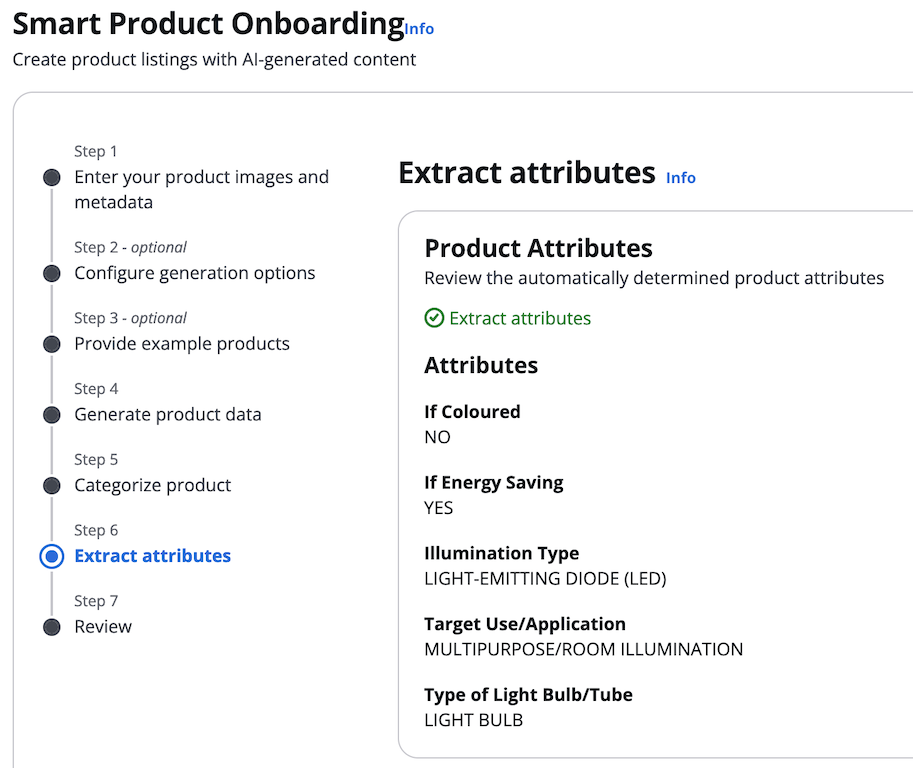 Smart Product Onboarding Info
Create product listings with AI-generated content
Step 1
Enter your product images and
metadata
Step 2 - optional
Configure generation options
Step 3 - optional
Provide example products
Step 4
Generate product data
Step 5
Categorize product
Step 6
Extract attributes
Step 7
Review
Extract attributes Info
Product Attributes
Review the automatically determined product attributes
Extract attributes
Attributes
If Coloured
NO
If Energy Saving
YES
Illumination Type
LIGHT-EMITTING DIODE (LED)
Target Use/Application
MULTIPURPOSE/ROOM ILLUMINATION
Type of Light Bulb/Tube
LIGHT BULB